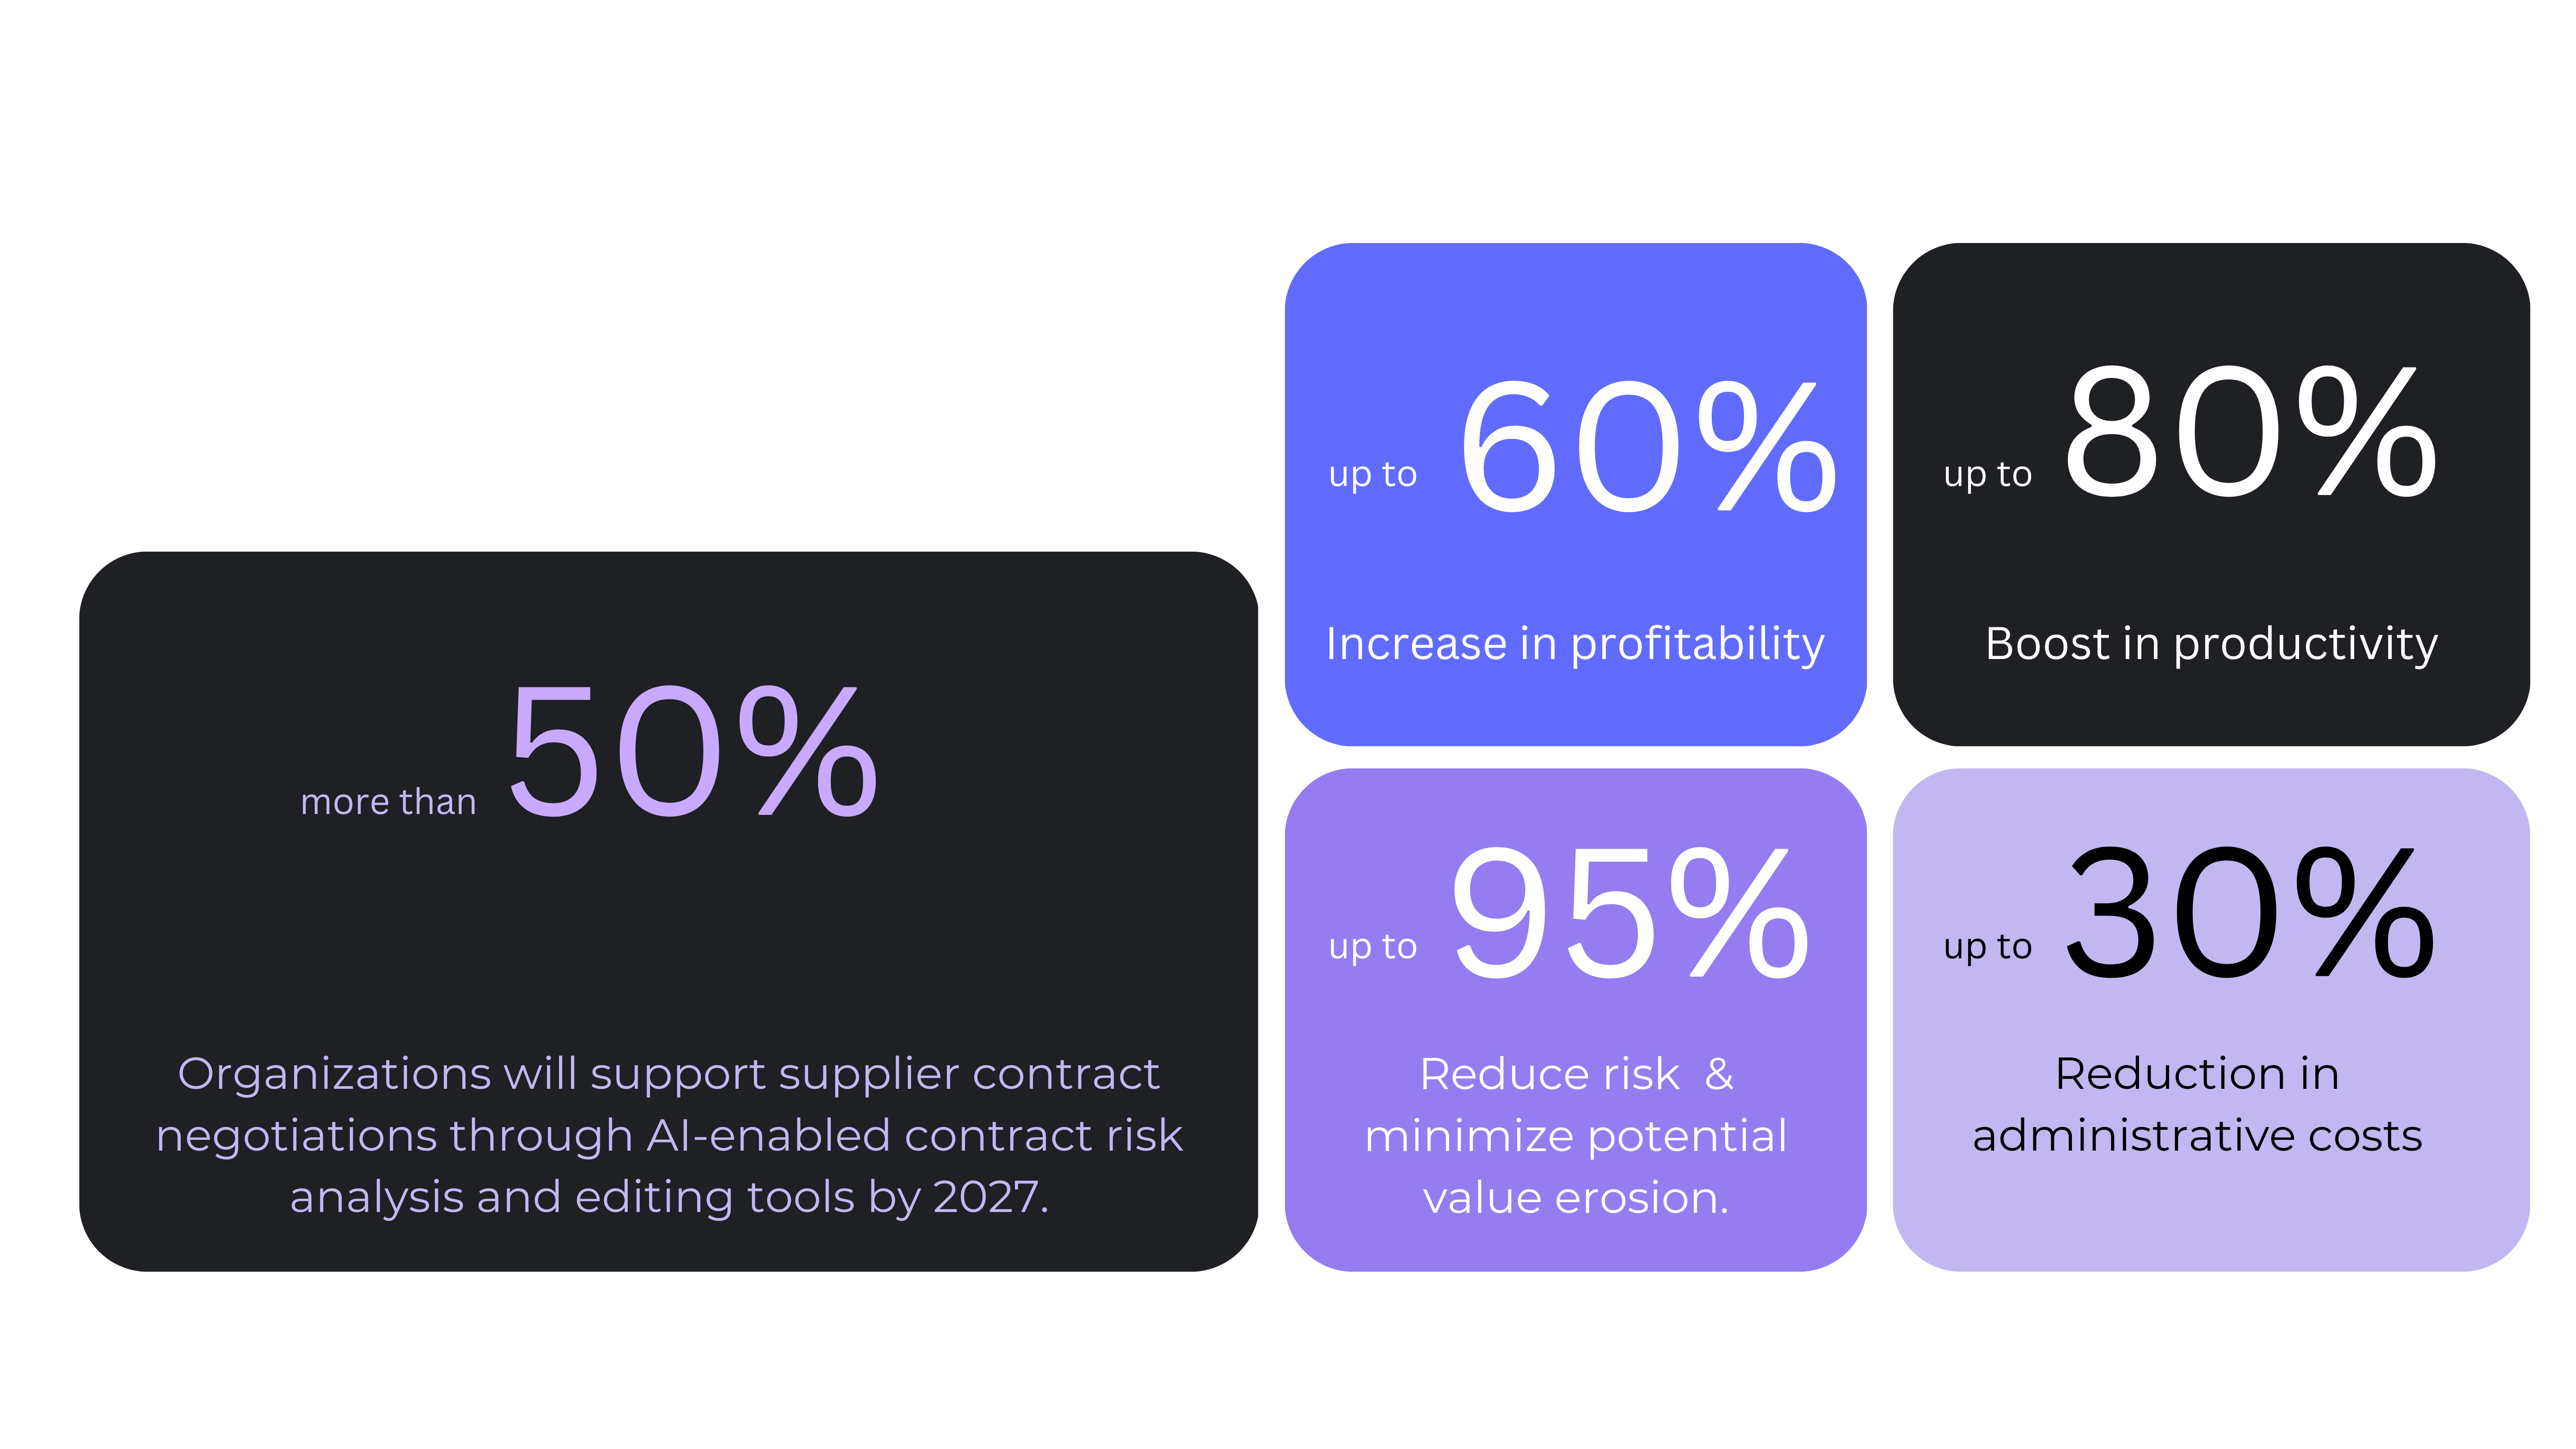 more than 50%
Organizations will support supplier contract
negotiations through AI-enabled contract risk
analysis and editing tools by 2027.
up to 60%
Increase in profitability
up to 80%
Boost in productivity
up to 95%
Reduce risk  &
minimize potential
value erosion.
up to 30%
Reduction in
administrative costs